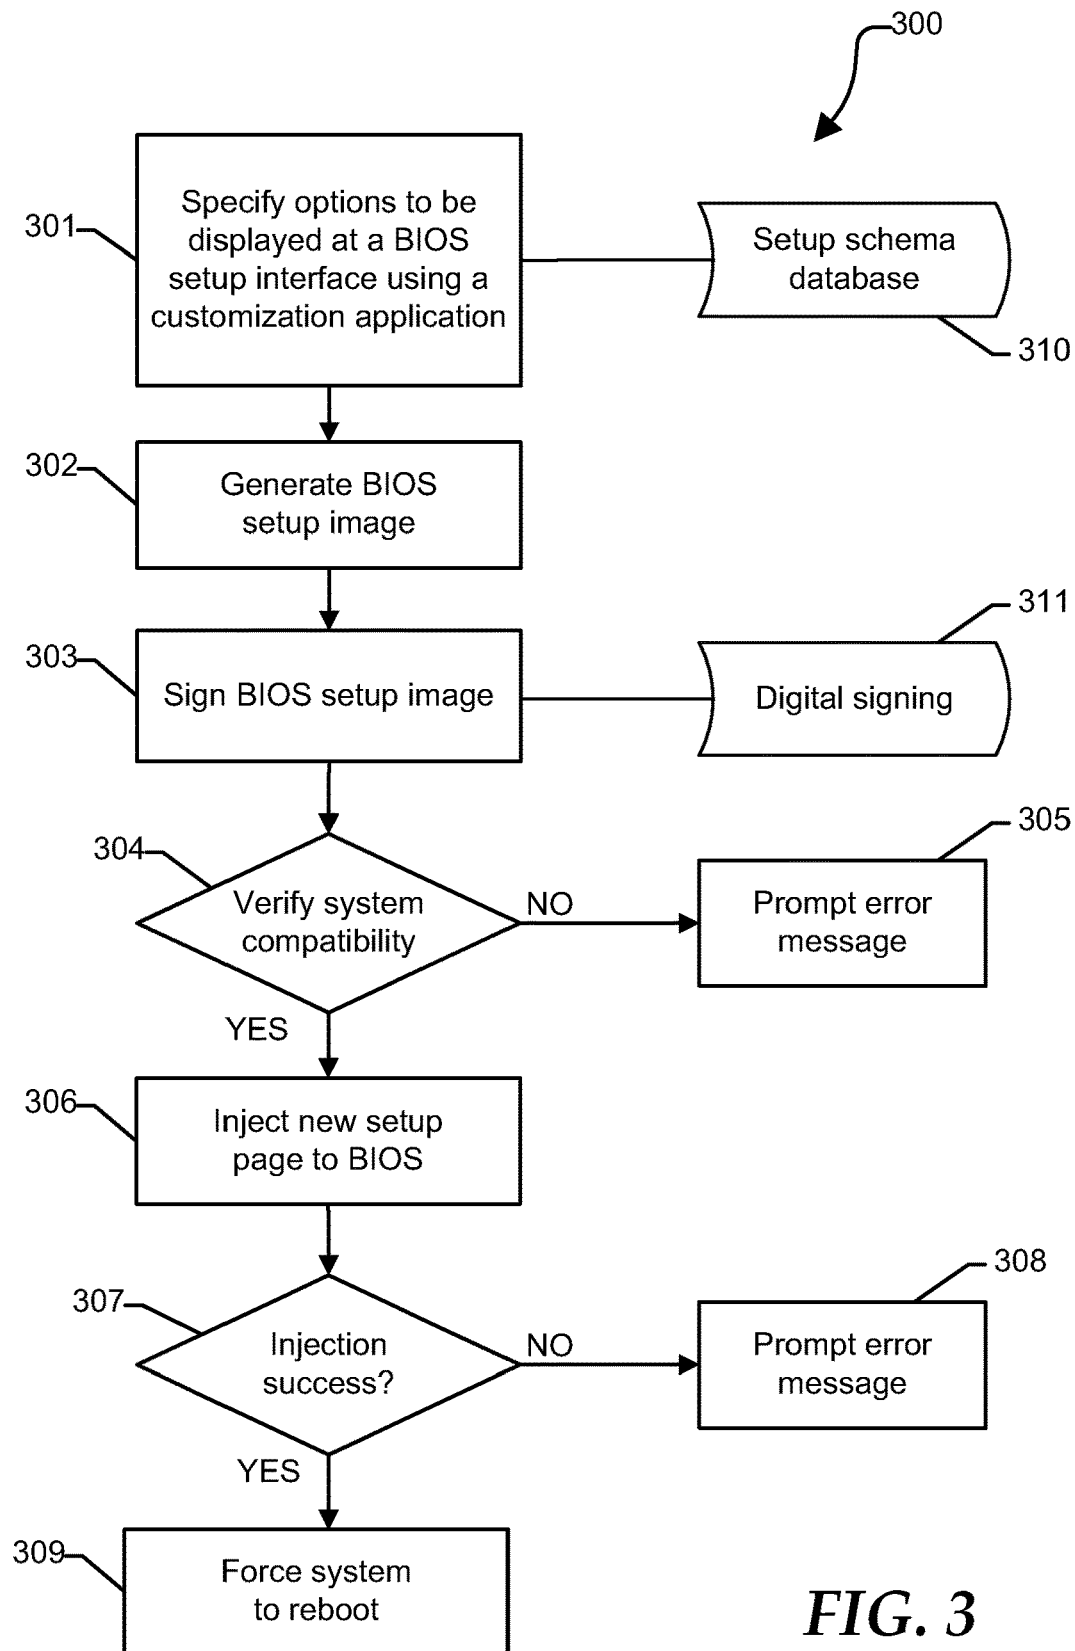 300
301
Specify options to be
displayed at a BIOS
setup interface using a
customization application
Setup schema
database
310
302
Generate BIOS
setup image
311
303
Sign BIOS setup image
Digital signing
305
304
Verify system
compatibility
NO
Prompt error
message
YES
306
Inject new setup
page to BIOS
308
307
Injection
success?
NO
Prompt error
message
YES
309
Force system
to reboot
FIG. 3